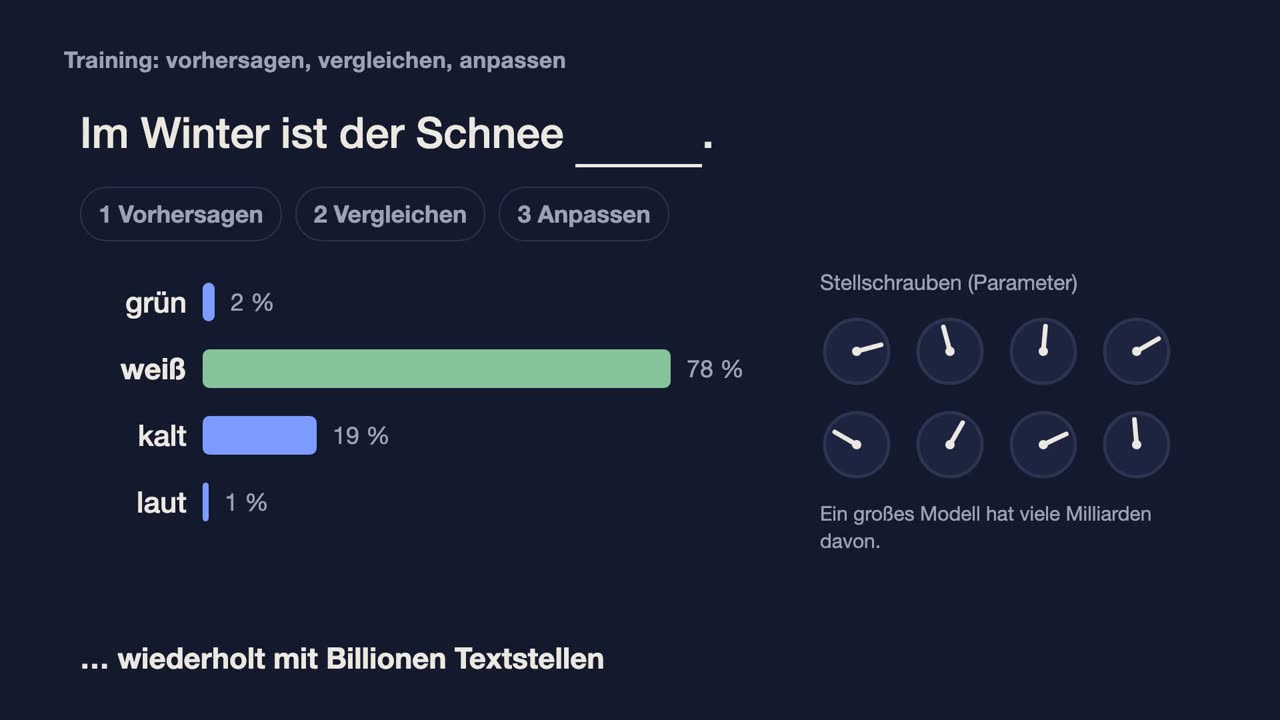 Training: vorhersagen, vergleichen, anpassen
Im Winter ist der Schnee ______.
1 Vorhersagen
2 Vergleichen
3 Anpassen
grün 2 %
weiß 78 %
kalt 19 %
laut 1 %
Stellschrauben (Parameter)
Ein großes Modell hat viele Milliarden
davon.
… wiederholt mit Billionen Textstellen